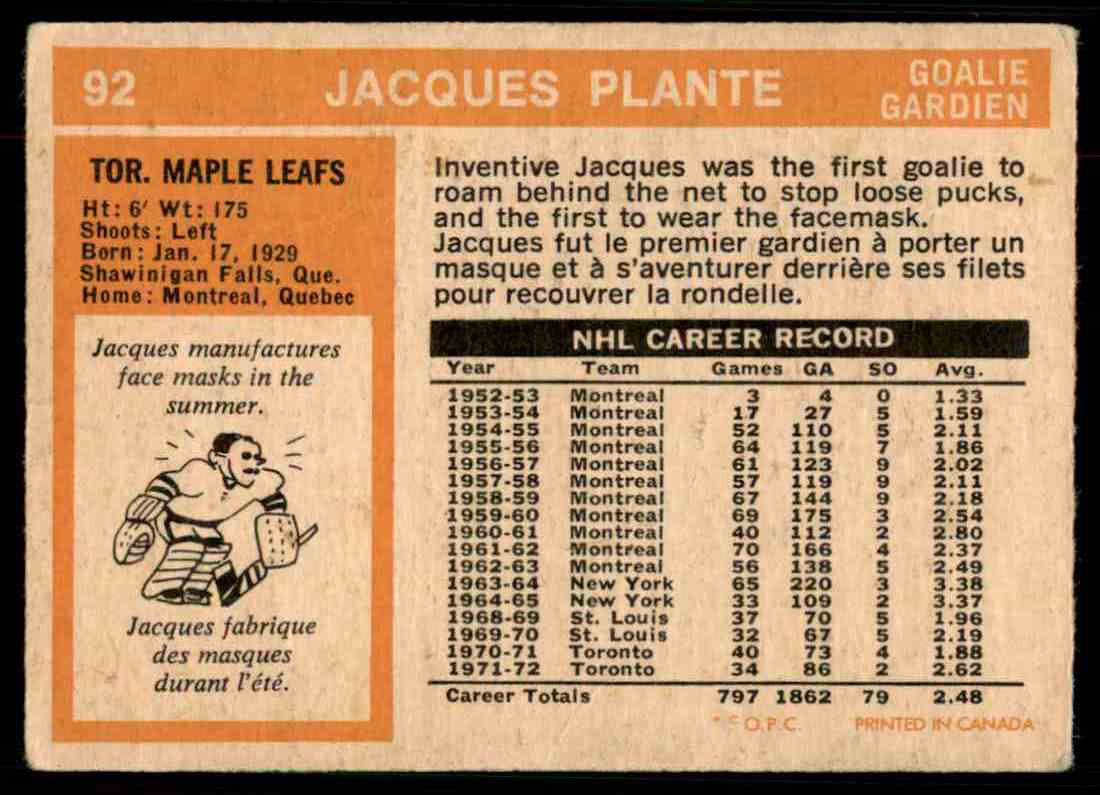 92 JACQUES PLANTE GOALIE
GARDIEN
TOR. MAPLE LEAFS
Ht: 6' Wt: 175
Shoots: Left
Born: Jan. 17, 1929
Shawinigan Falls, Que.
Home: Montreal, Quebec
Jacques manufactures
face masks in the
summer.
Jacques fabrique
des masques
durant l'été.
Inventive Jacques was the first goalie to
roam behind the net to stop loose pucks,
and the first to wear the facemask.
Jacques fut le premier gardien à porter un
masque et à s'aventurer derrière ses filets
pour recouvrer la rondelle.
NHL CAREER RECORD
Year Team Games GA SO Avg.
1952-53 Montreal 3 4 0 1.33
1953-54 Montreal 17 27 5 1.59
1954-55 Montreal 52 110 5 2.11
1955-56 Montreal 64 119 7 1.86
1956-57 Montreal 61 123 9 2.02
1957-58 Montreal 57 119 9 2.11
1958-59 Montreal 67 144 9 2.18
1959-60 Montreal 69 175 3 2.54
1960-61 Montreal 40 112 2 2.80
1961-62 Montreal 70 166 4 2.37
1962-63 Montreal 56 138 5 2.49
1963-64 New York 65 220 3 3.38
1964-65 New York 33 109 2 3.37
1968-69 St. Louis 37 70 5 1.96
1969-70 St. Louis 32 67 5 2.19
1970-71 Toronto 40 73 4 1.88
1971-72 Toronto 34 86 2 2.62
Career Totals 797 1862 79 2.48
* © O.P.C. PRINTED IN CANADA